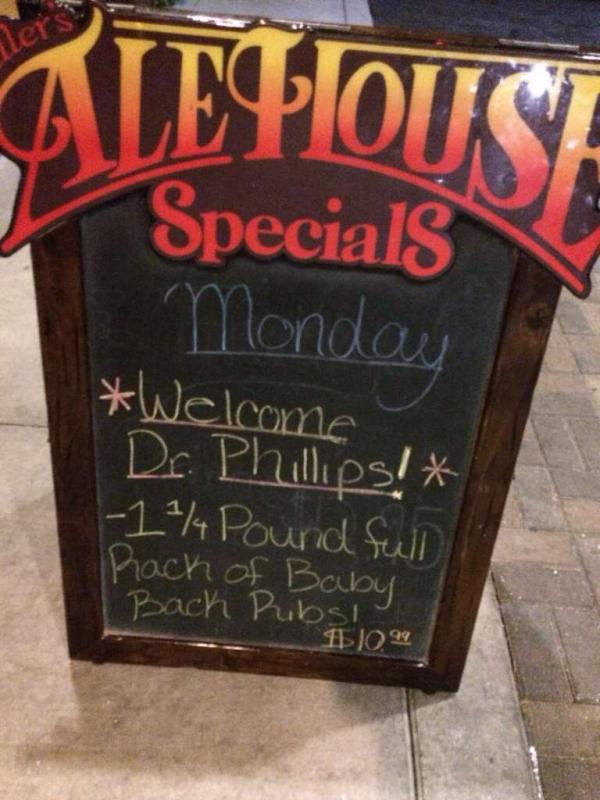 ller's
ALEHOUSE
Specials
Monday
*Welcome
Dr. Phillips!*
-1 1/4 Pound full
Rack of Baby
Back Ribs!
$10.99